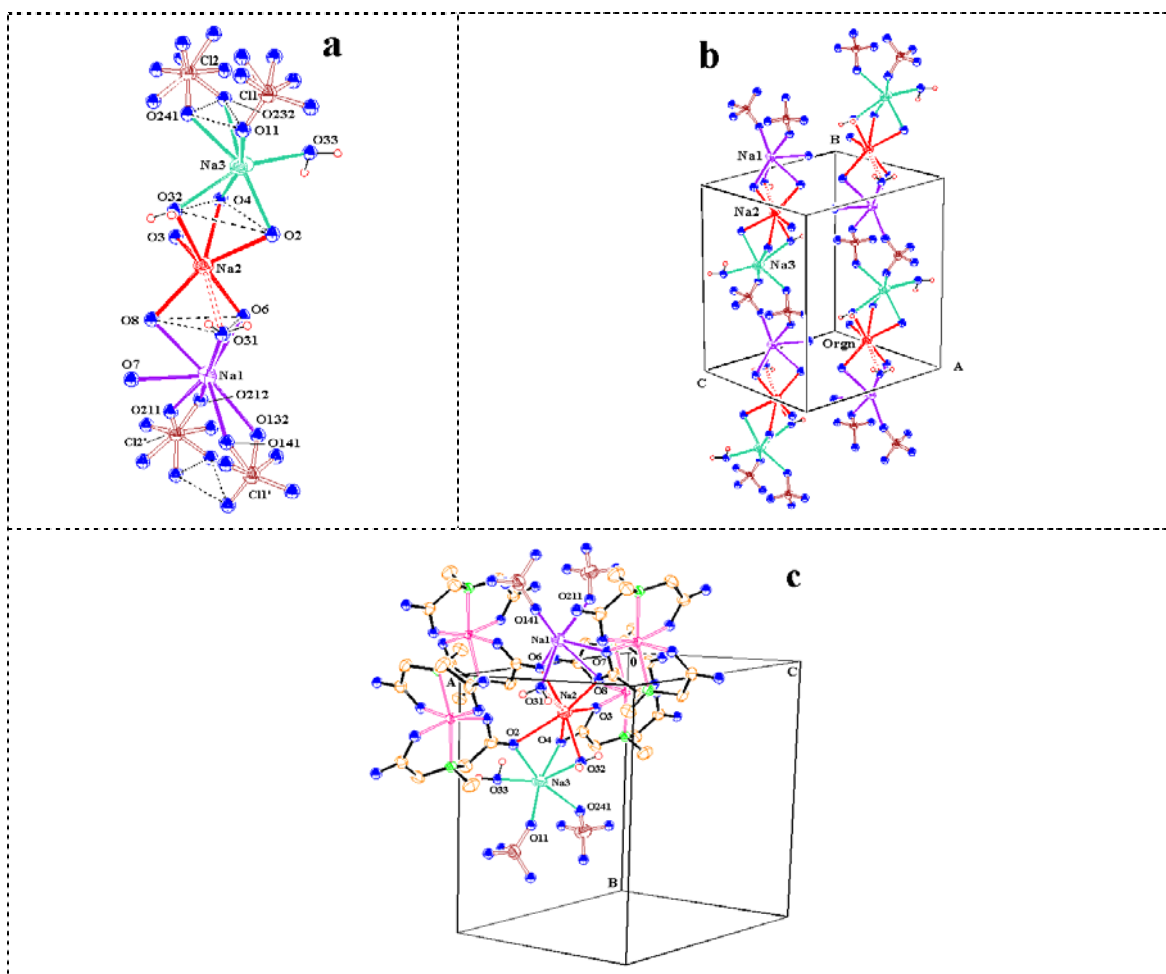 a
Cl2
Cl1
O241
O232
O11
O33
Na3
O32
O4
O3
O2
Na2
O8
O6
O31
O7
Na1
O211
O212
O132
Cl2'
O141
Cl1'
b
Na1
B
Na2
Na3
Orgn
C
A
c
O211
O141
Na1
O6
O7
0
A
O8
C
Na2
O31
O3
O2
O4
O32
O33
Na3
O241
O11
B